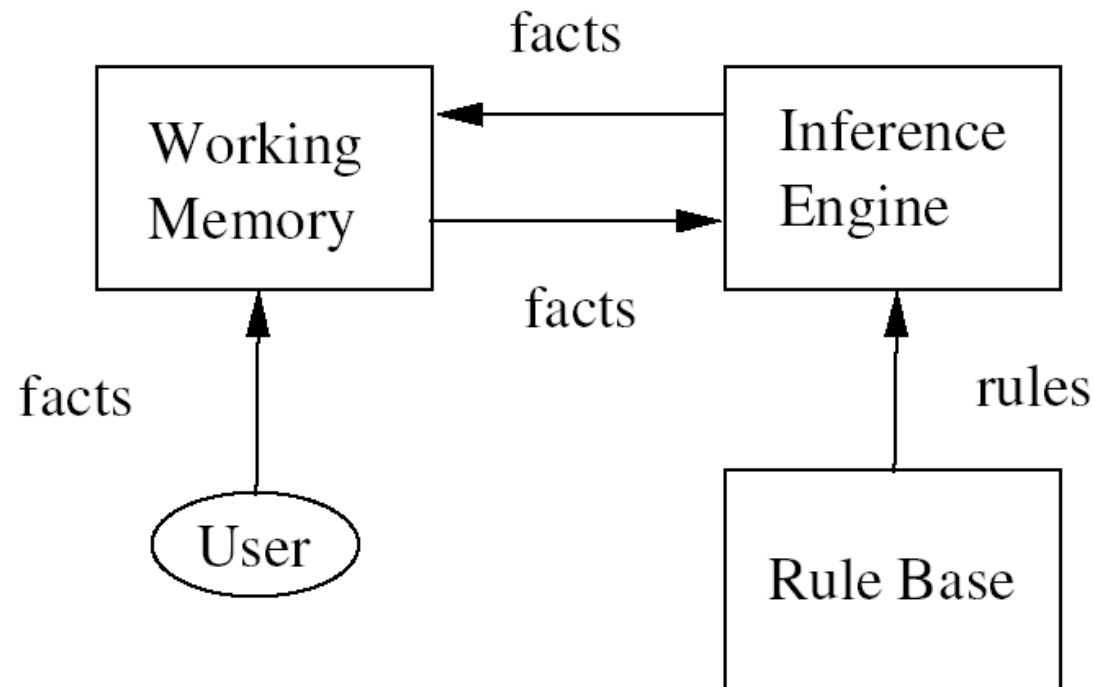 facts
Working
Memory
Inference
Engine
facts
facts
rules
User
Rule Base